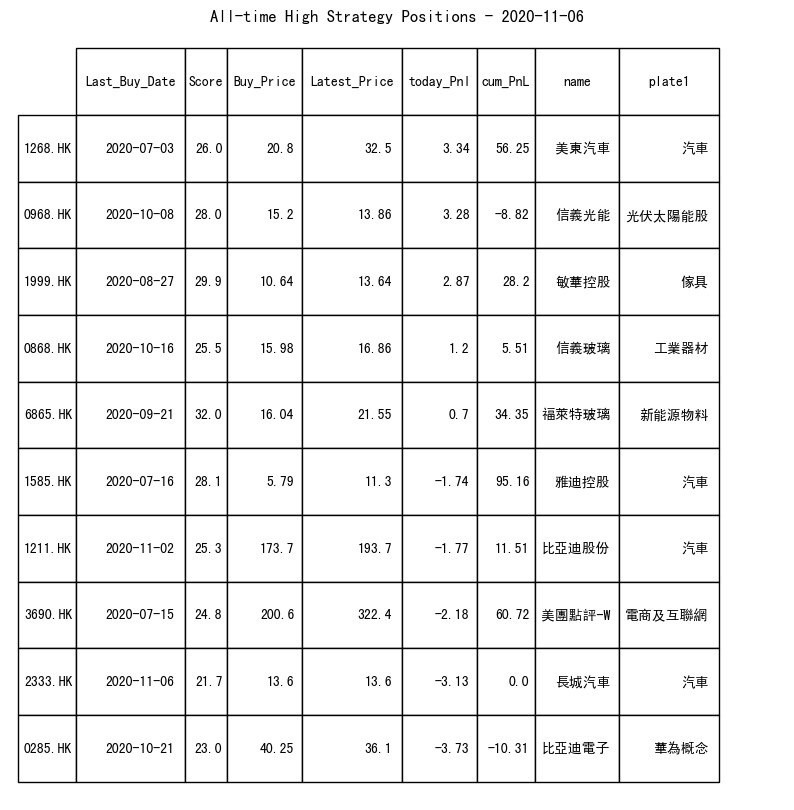 All-time High Strategy Positions - 2020-11-06
Last_Buy_Date Score Buy_Price Latest_Price today_Pnl cum_PnL name plate1
1268.HK 2020-07-03 26.0 20.8 32.5 3.34 56.25 美東汽車 汽車
0968.HK 2020-10-08 28.0 15.2 13.86 3.28 -8.82 信義光能 光伏太陽能股
1999.HK 2020-08-27 29.9 10.64 13.64 2.87 28.2 敏華控股 傢具
0868.HK 2020-10-16 25.5 15.98 16.86 1.2 5.51 信義玻璃 工業器材
6865.HK 2020-09-21 32.0 16.04 21.55 0.7 34.35 福萊特玻璃 新能源物料
1585.HK 2020-07-16 28.1 5.79 11.3 -1.74 95.16 雅迪控股 汽車
1211.HK 2020-11-02 25.3 173.7 193.7 -1.77 11.51 比亞迪股份 汽車
3690.HK 2020-07-15 24.8 200.6 322.4 -2.18 60.72 美團點評-W 電商及互聯網
2333.HK 2020-11-06 21.7 13.6 13.6 -3.13 0.0 長城汽車 汽車
0285.HK 2020-10-21 23.0 40.25 36.1 -3.73 -10.31 比亞迪電子 華為概念